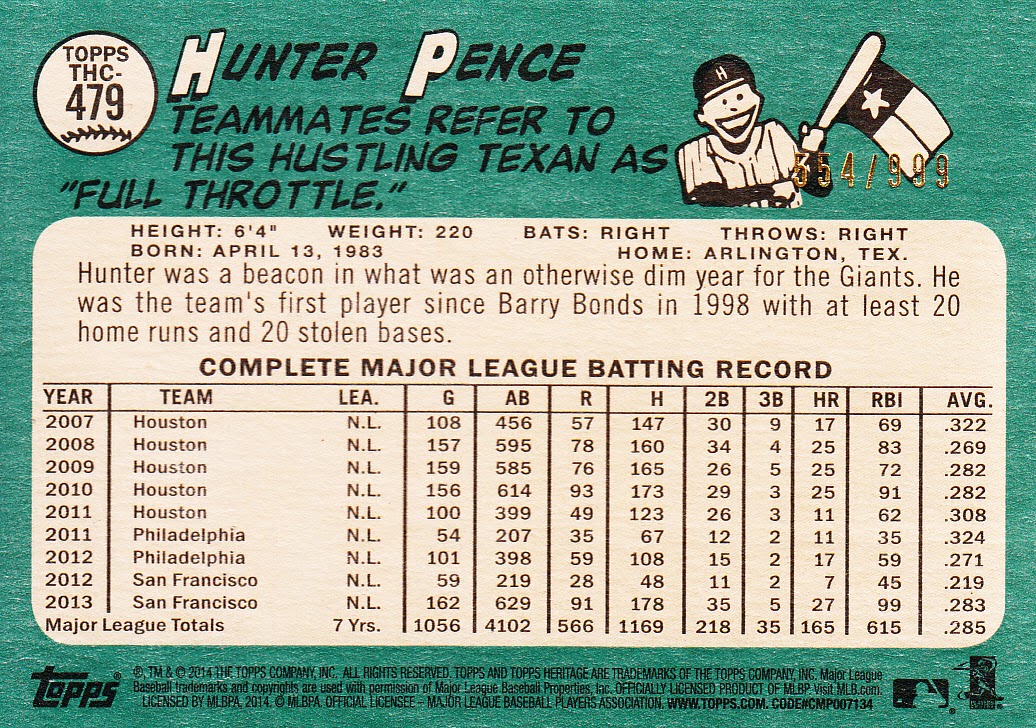 TOPPS
THC-
479
HUNTER PENCE
TEAMMATES REFER TO
THIS HUSTLING TEXAN AS
"FULL THROTTLE."
H
554/999
HEIGHT: 6'4" WEIGHT: 220 BATS: RIGHT THROWS: RIGHT
BORN: APRIL 13, 1983 HOME: ARLINGTON, TEX.
Hunter was a beacon in what was an otherwise dim year for the Giants. He
was the team's first player since Barry Bonds in 1998 with at least 20
home runs and 20 stolen bases.
COMPLETE MAJOR LEAGUE BATTING RECORD
YEAR TEAM LEA. G AB R H 2B 3B HR RBI AVG.
2007 Houston N.L. 108 456 57 147 30 9 17 69 .322
2008 Houston N.L. 157 595 78 160 34 4 25 83 .269
2009 Houston N.L. 159 585 76 165 26 5 25 72 .282
2010 Houston N.L. 156 614 93 173 29 3 25 91 .282
2011 Houston N.L. 100 399 49 123 26 3 11 62 .308
2011 Philadelphia N.L. 54 207 35 67 12 2 11 35 .324
2012 Philadelphia N.L. 101 398 59 108 15 2 17 59 .271
2012 San Francisco N.L. 59 219 28 48 11 2 7 45 .219
2013 San Francisco N.L. 162 629 91 178 35 5 27 99 .283
Major League Totals 7 Yrs. 1056 4102 566 1169 218 35 165 615 .285
topps
®, TM & © 2014 THE TOPPS COMPANY, INC. ALL RIGHTS RESERVED. TOPPS AND TOPPS HERITAGE ARE TRADEMARKS OF THE TOPPS COMPANY, INC. Major League
Baseball trademarks and copyrights are used with permission of Major League Baseball Properties, Inc. OFFICIALLY LICENSED PRODUCT OF MLBP visit MLB.com.
LICENSED BY MLBPA, 2014. © MLBPA. OFFICIAL LICENSEE – MAJOR LEAGUE BASEBALL PLAYERS ASSOCIATION. WWW.TOPPS.COM. CODE#CMP007134